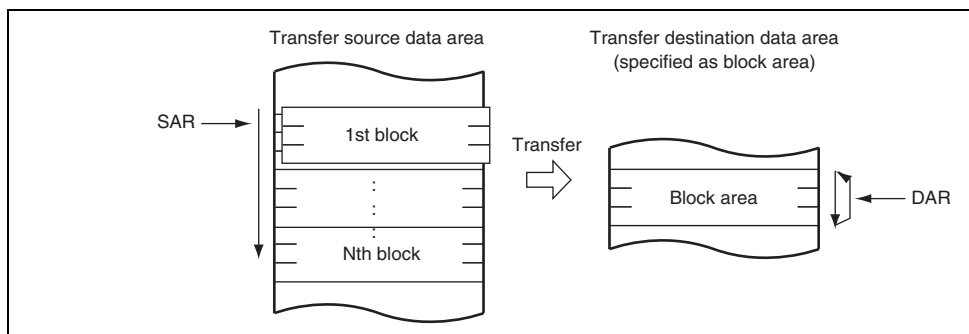 Transfer source data area
Transfer destination data area
(specified as block area)
SAR
1st block
Transfer
Block area
DAR
Nth block